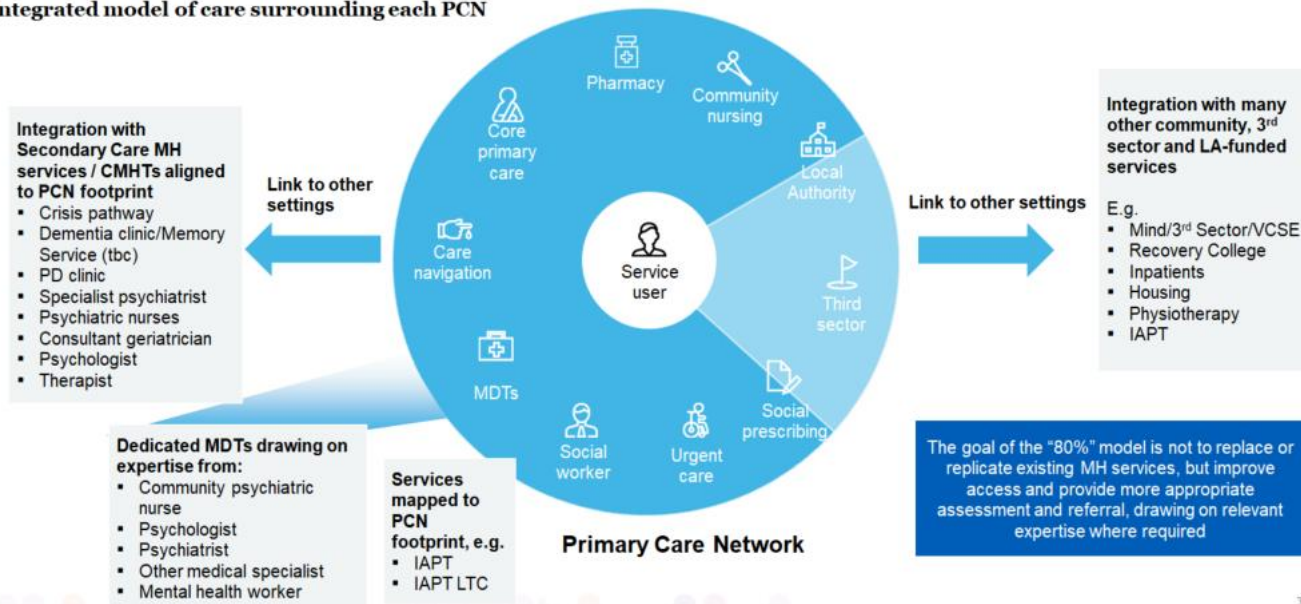 ntegrated model of care surrounding each PCN
Integration with
Secondary Care MH
services / CMHTs aligned
to PCN footprint
▪ Crisis pathway
▪ Dementia clinic/Memory
Service (tbc)
▪ PD clinic
▪ Specialist psychiatrist
▪ Psychiatric nurses
▪ Consultant geriatrician
▪ Psychologist
▪ Therapist
Link to other
settings
Pharmacy
Community
nursing
Core
primary
care
Local
Authority
Care
navigation
Service
user
Third
sector
MDTs
Social
worker
Urgent
care
Social
prescribing
Primary Care Network
Link to other settings
Integration with many
other community, 3rd
sector and LA-funded
services
E.g.
▪ Mind/3rd Sector/VCSE
▪ Recovery College
▪ Inpatients
▪ Housing
▪ Physiotherapy
▪ IAPT
Dedicated MDTs drawing on
expertise from:
▪ Community psychiatric
nurse
▪ Psychologist
▪ Psychiatrist
▪ Other medical specialist
▪ Mental health worker
Services
mapped to
PCN
footprint, e.g.
▪ IAPT
▪ IAPT LTC
The goal of the “80%” model is not to replace or
replicate existing MH services, but improve
access and provide more appropriate
assessment and referral, drawing on relevant
expertise where required